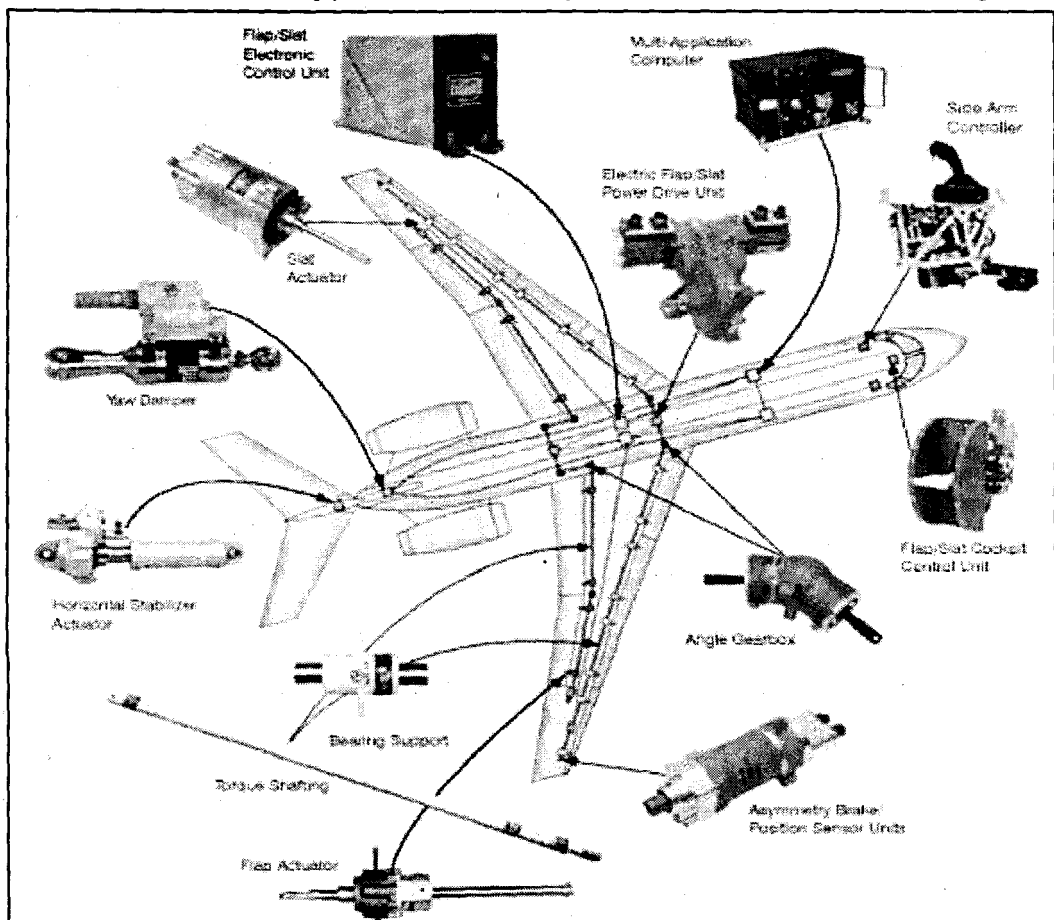 Flap/Slat
Electronic
Control Unit
Multi-Application
Computer
Side Arm
Controller
Electric Flap/Slat
Power Drive Unit
Slat
Actuator
Yaw Damper
Flap/Slat Cockpit
Control Unit
Horizontal Stabilizer
Actuator
Angle Gearbox
Bearing Support
Torque Shafting
Asymmetry Brake/
Position Sensor Units
Flap Actuator